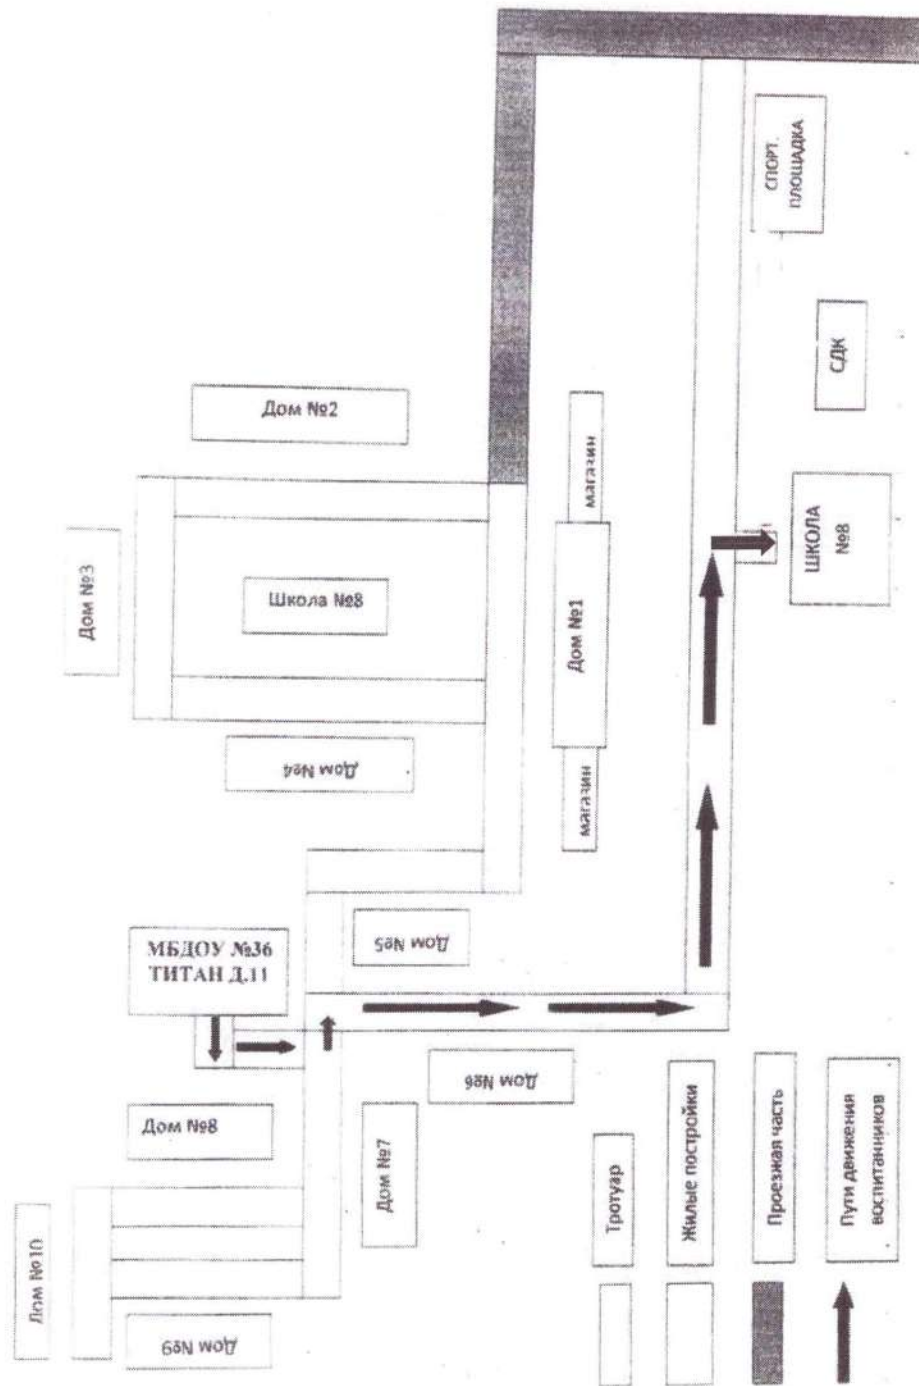 СПОРТ.
ПЛОЩАДКА
СДК
Дом №2
магазин
ШКОЛА
№8
Дом №3
Школа №8
Дом №1
Дом №4
магазин
МБДОУ №36
ТИТАН Д.11
Дом №5
Дом №6
Дом №8
Дом №7
Дом №10
Дом №9
Тротуар
Жилые постройки
Проезжая часть
Пути движения
воспитанников